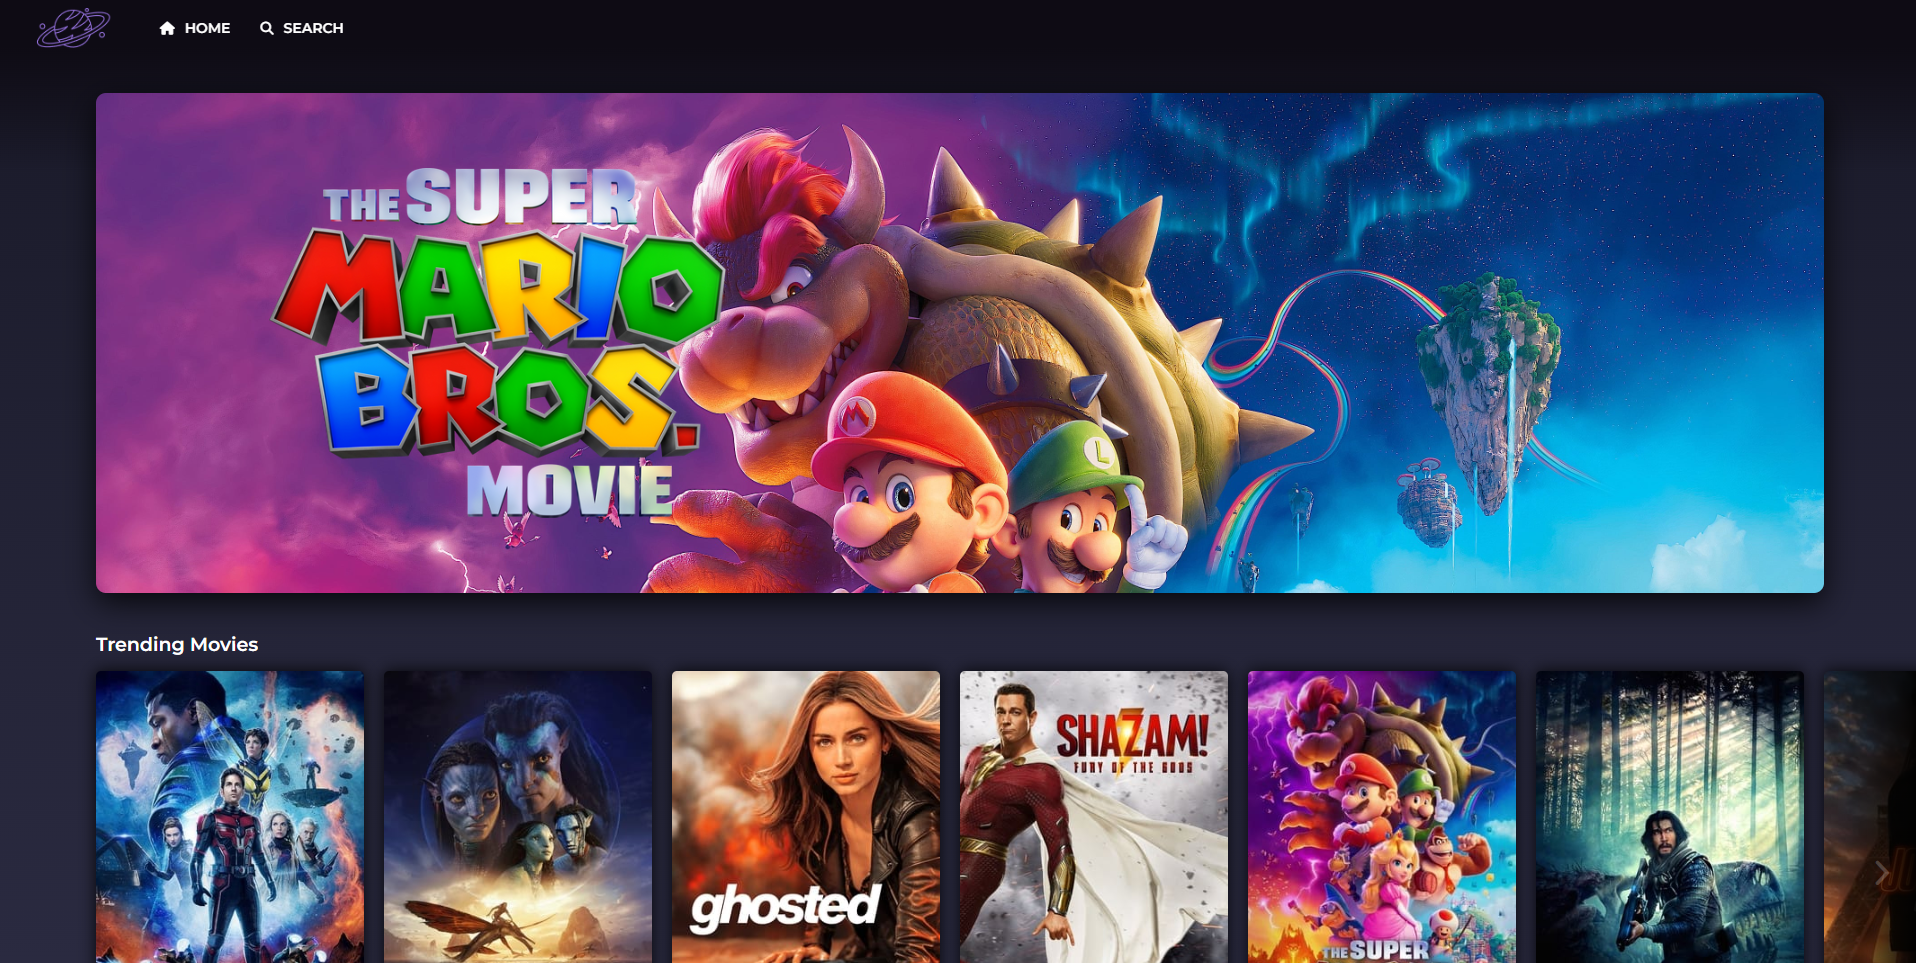 HOME
SEARCH
THE SUPER
MARIO
BROS.
MOVIE
Trending Movies
ghosted
SHAZAM!
FURY OF THE GODS
THE SUPER